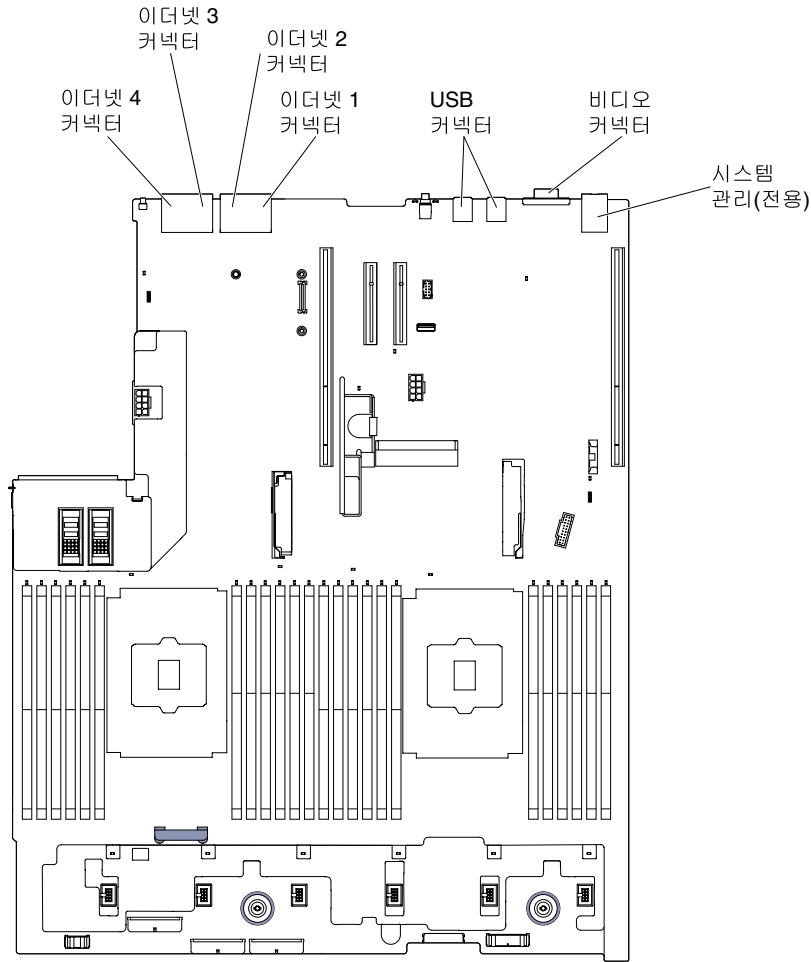 이더넷 3
커넥터
이더넷 2
커넥터
이더넷 4
커넥터
이더넷 1
커넥터
USB
커넥터
비디오
커넥터
시스템
관리(전용)